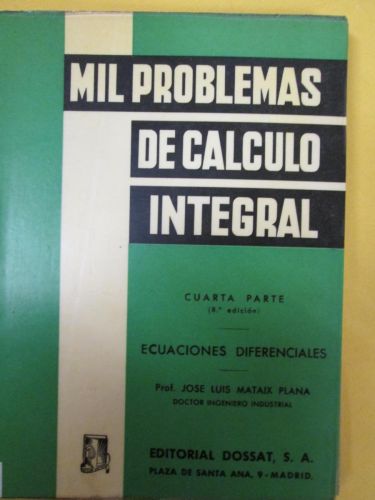 MIL PROBLEMAS
DE CALCULO
INTEGRAL
CUARTA PARTE
(8.ª edición)
ECUACIONES DIFERENCIALES
Prof. JOSE LUIS MATAIX PLANA
DOCTOR INGENIERO INDUSTRIAL
EDITORIAL DOSSAT, S. A.
PLAZA DE SANTA ANA, 9-MADRID.